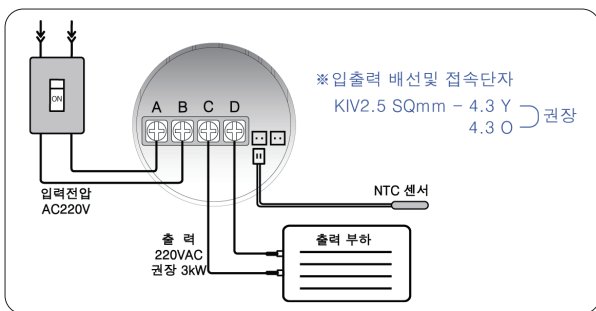 ※입출력 배선및 접속단자
KIV2.5 SQmm - 4.3 Y
4.3 O
권장
ON
A B C D
입력전압
AC220V
NTC 센서
출 력
220VAC
권장 3kW
출력 부하